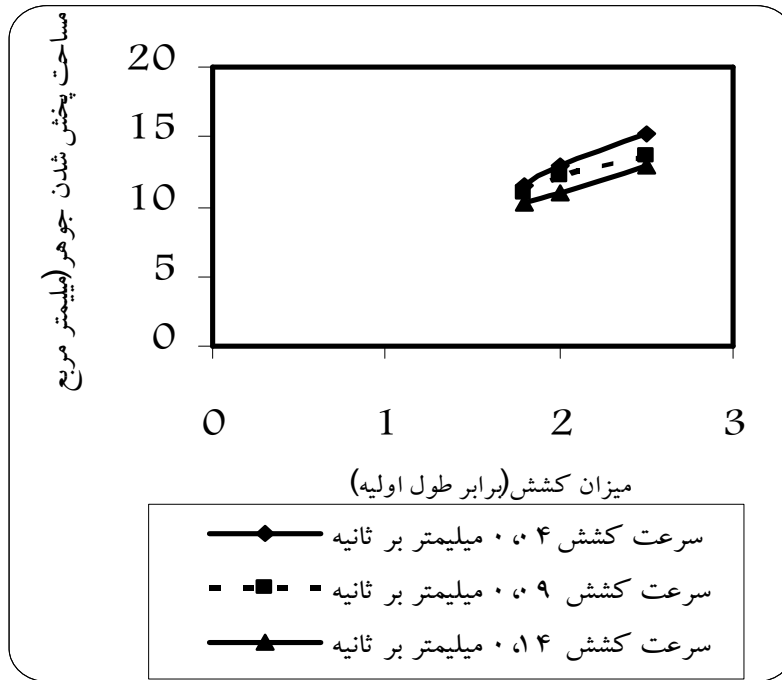 مساحت پخش شدن جوهر(میلیمتر مربع
20
15
10
5
0
0 1 2 3
میزان کشش(برابر طول اولیه)
سرعت کشش ۰،۰۴ میلیمتر بر ثانیه
سرعت کشش ۰،۰۹ میلیمتر بر ثانیه
سرعت کشش ۰،۱۴ میلیمتر بر ثانیه